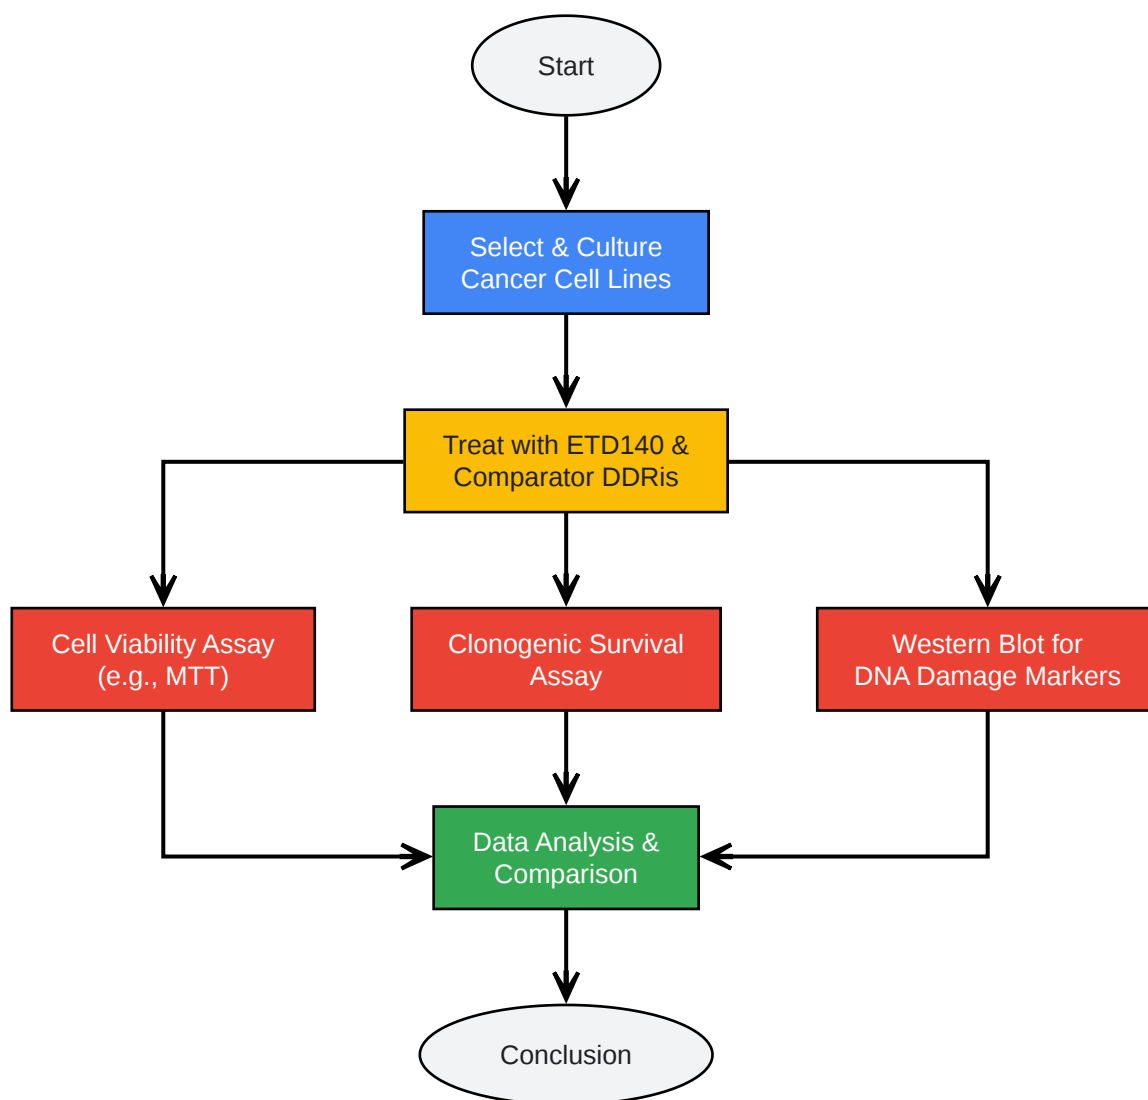 Start
Select & Culture
Cancer Cell Lines
Treat with ETD140 &
Comparator DDRis
Cell Viability Assay
(e.g., MTT)
Clonogenic Survival
Assay
Western Blot for
DNA Damage Markers
Data Analysis &
Comparison
Conclusion